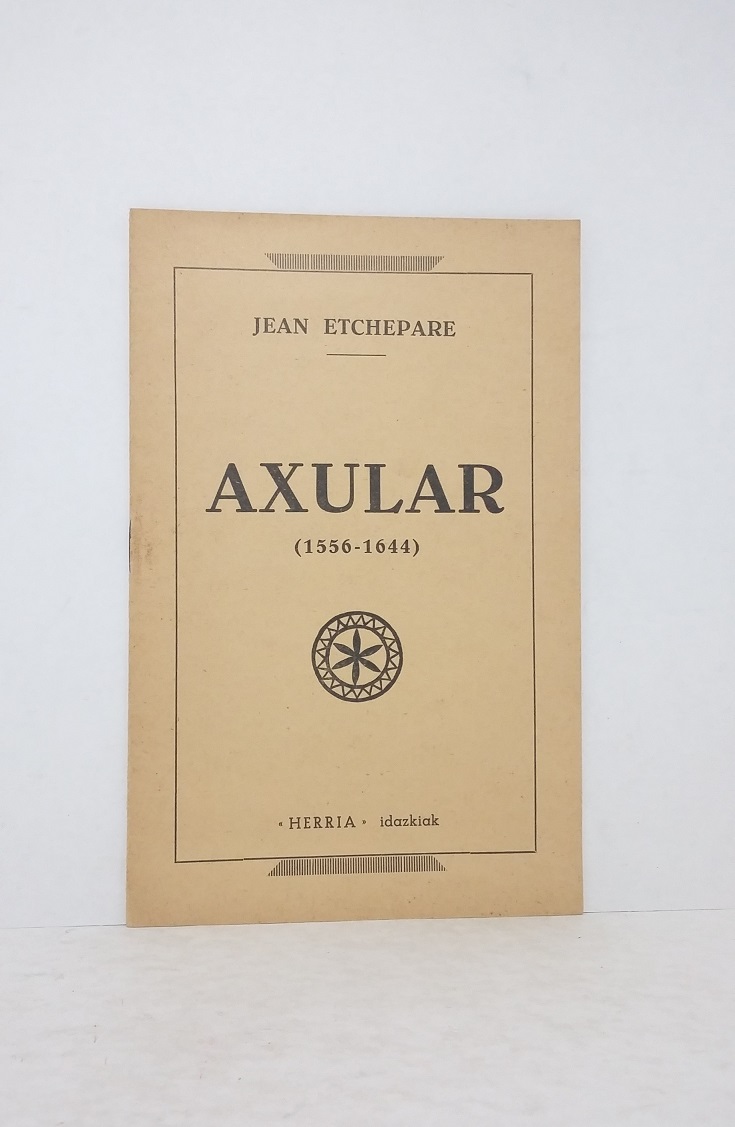 JEAN ETCHEPARE
AXULAR
(1556-1644)
« HERRIA » idazkiak